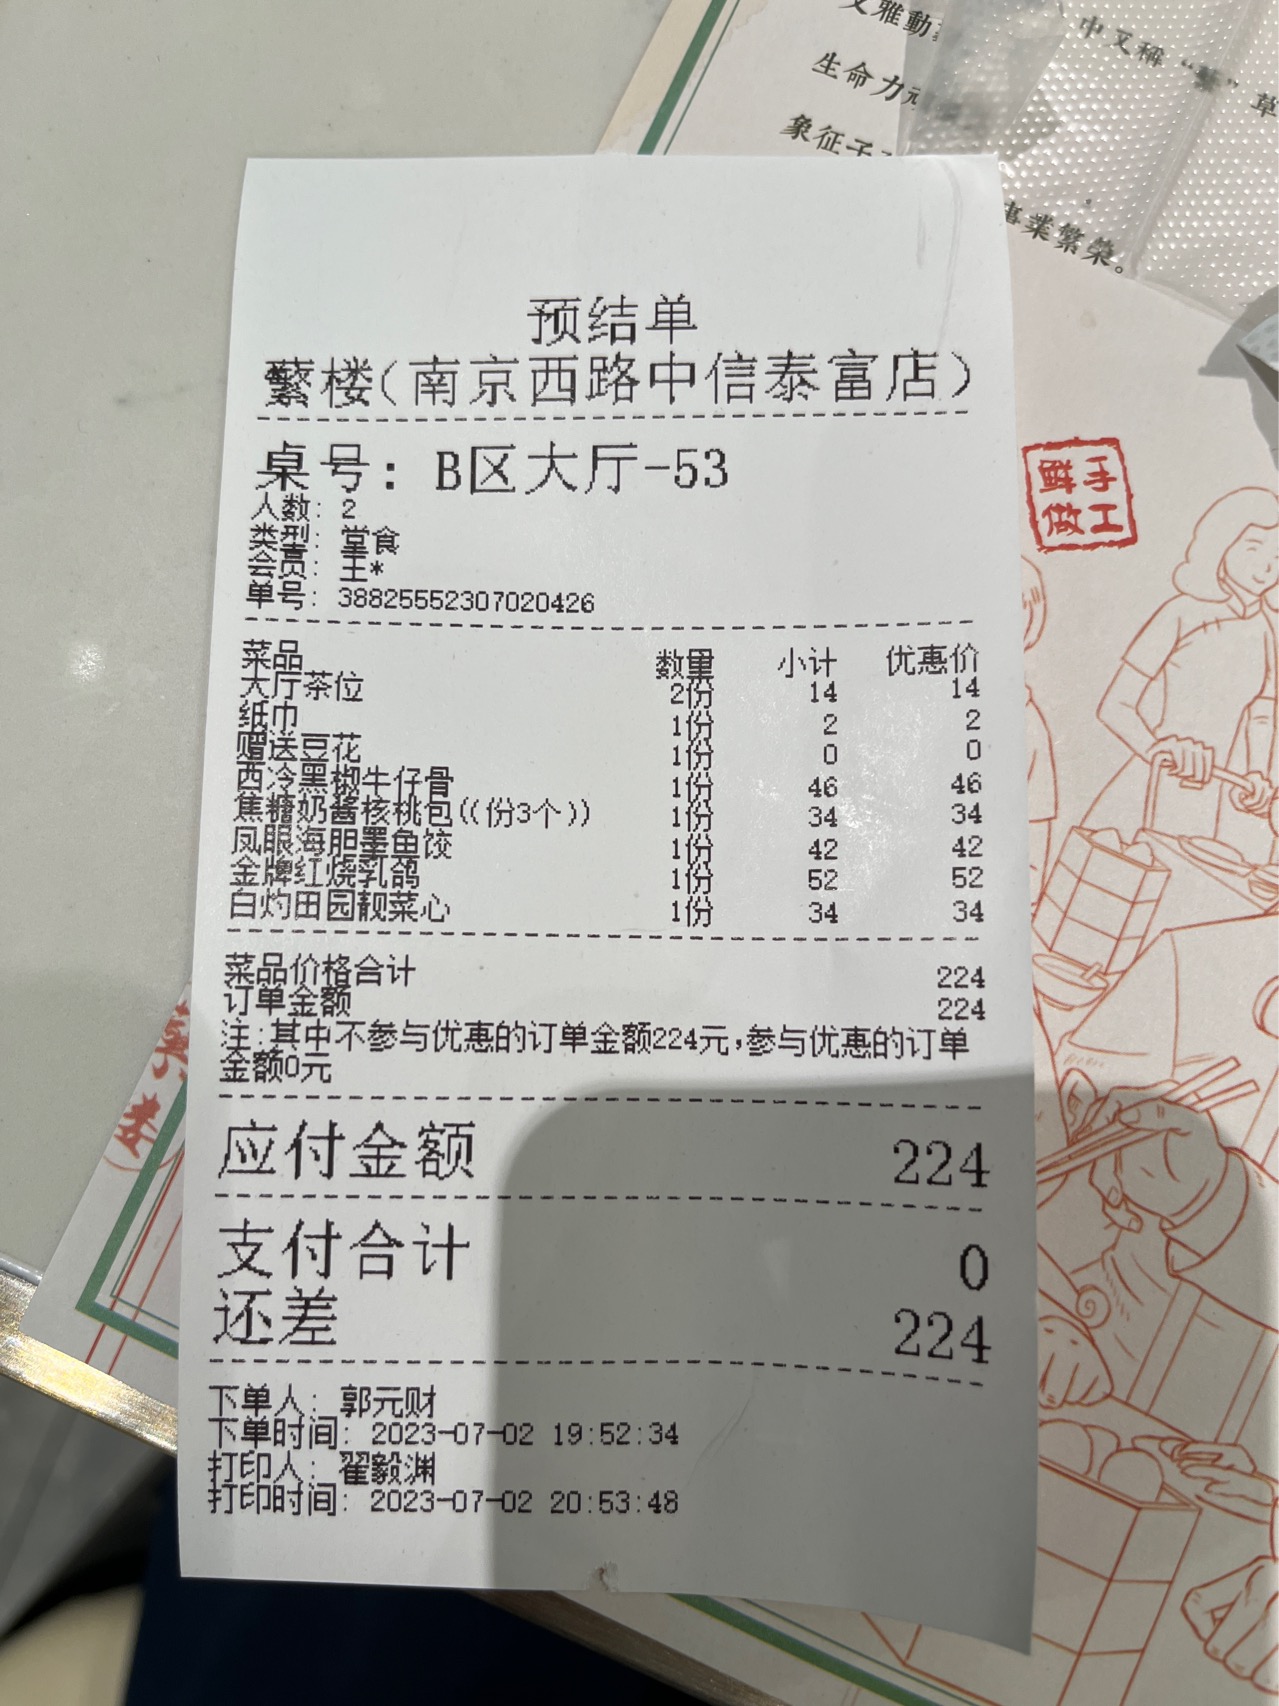 文雅動
中又稱“蘩”草
生命力
象征子
事業繁榮。
预结单
蘩楼(南京西路中信泰富店)
桌号: B区大厅-53
人数: 2
类型: 堂食
会员: 王*
单号: 388255552307020426
菜品 数量 小计 优惠价
大厅茶位 2份 14 14
纸巾 1份 2 2
赠送豆花 1份 0 0
西冷黑椒牛仔骨 1份 46 46
焦糖奶酱核桃包((份3个)) 1份 34 34
凤眼海胆墨鱼饺 1份 42 42
金牌红烧乳鸽 1份 52 52
白灼田园靓菜心 1份 34 34
菜品价格合计 224
订单金额 224
注:其中不参与优惠的订单金额224元,参与优惠的订单
金额0元
应付金额 224
支付合计 0
还差 224
下单人: 郭元财
下单时间: 2023-07-02 19:52:34
打印人: 翟毅渊
打印时间: 2023-07-02 20:53:48
鲜手
做工